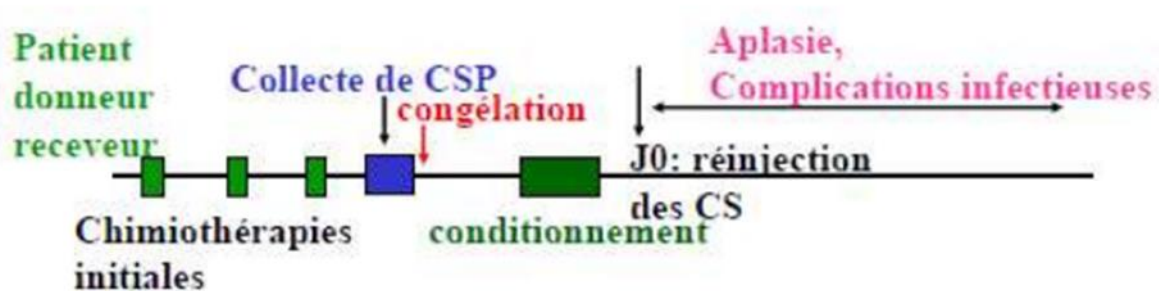 Patient
donneur
receveur
Collecte de CSP
congélation
Aplasie,
Complications infectieuses
J0: réinjection
des CS
Chimiothérapies
initiales
conditionnement